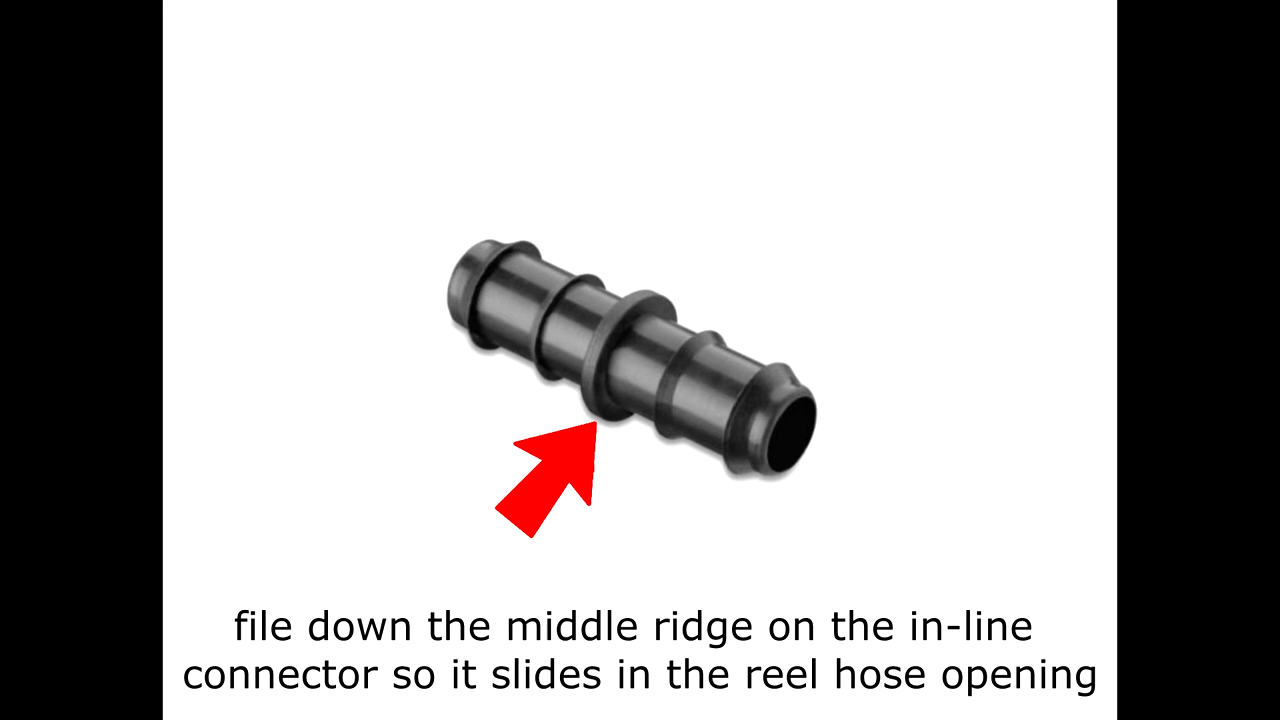 file down the middle ridge on the in-line
connector so it slides in the reel hose opening